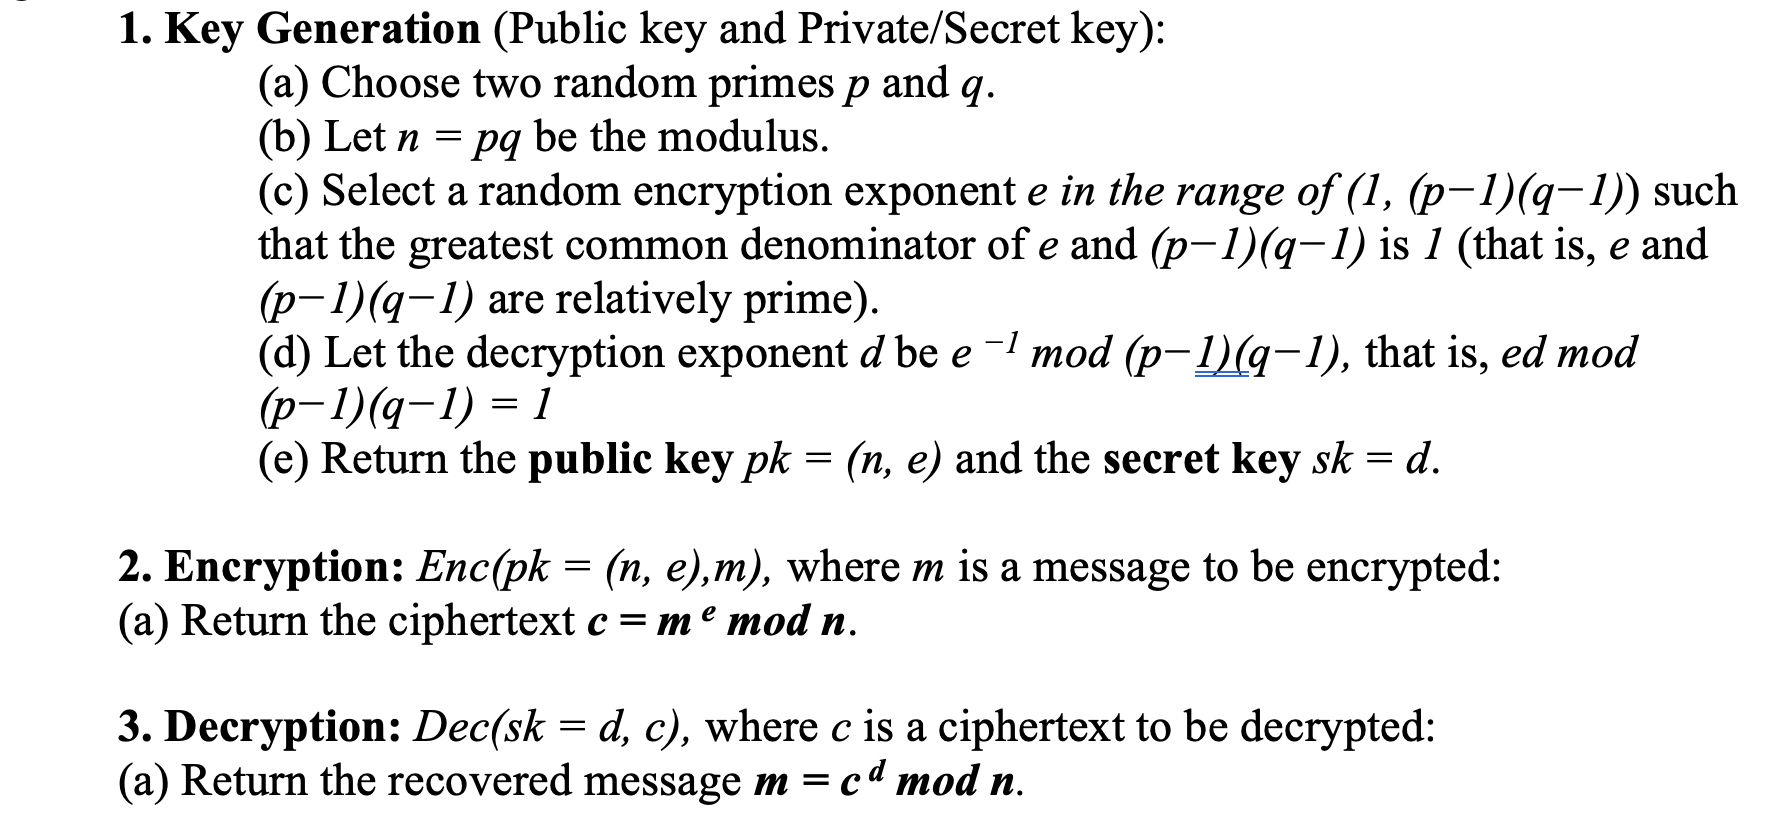 1. Key Generation (Public key and Private/Secret key):
(a) Choose two random primes p and q.
(b) Let n = pq be the modulus.
(c) Select a random encryption exponent e in the range of (1, (p−1)(q−1)) such
that the greatest common denominator of e and (p−1)(q−1) is 1 (that is, e and
(p−1)(q−1) are relatively prime).
(d) Let the decryption exponent d be e ⁻¹ mod (p−1)(q−1), that is, ed mod
(p−1)(q−1) = 1
(e) Return the public key pk = (n, e) and the secret key sk = d.
2. Encryption: Enc(pk = (n, e),m), where m is a message to be encrypted:
(a) Return the ciphertext c = m ᵉ mod n.
3. Decryption: Dec(sk = d, c), where c is a ciphertext to be decrypted:
(a) Return the recovered message m = c ᵈ mod n.